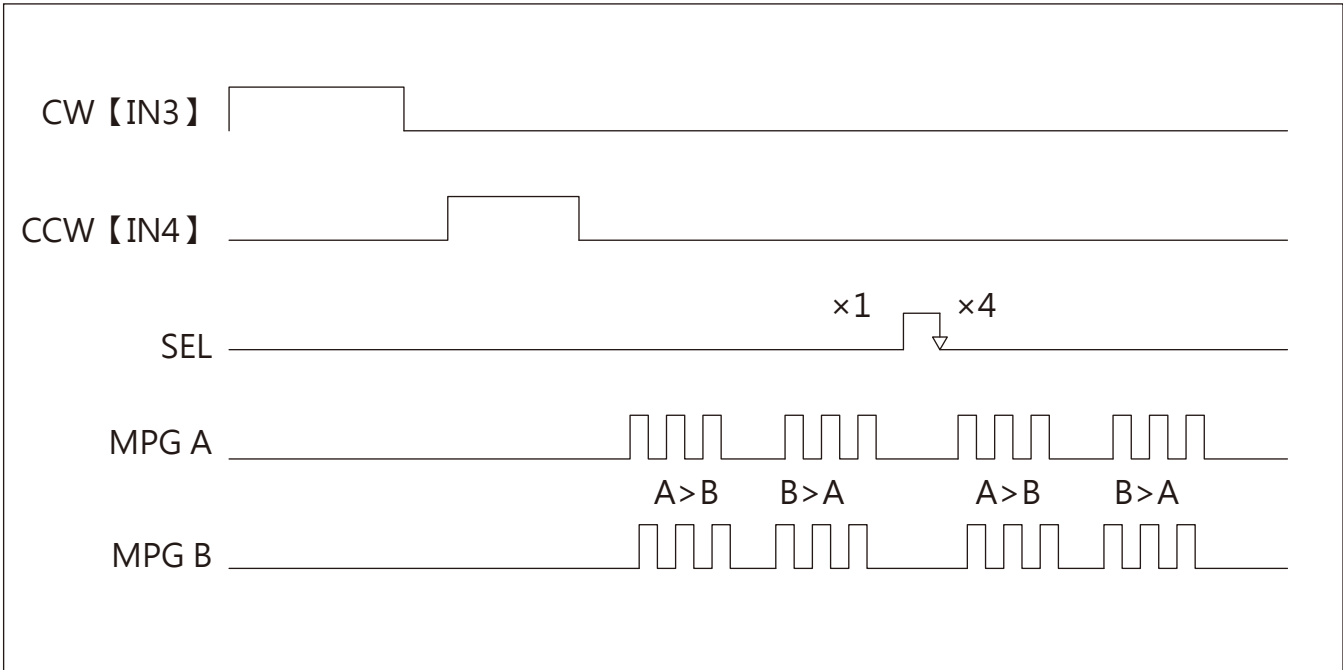 CW【IN3】
CCW【IN4】
×1 ×4
SEL
MPG A
A>B B>A A>B B>A
MPG B